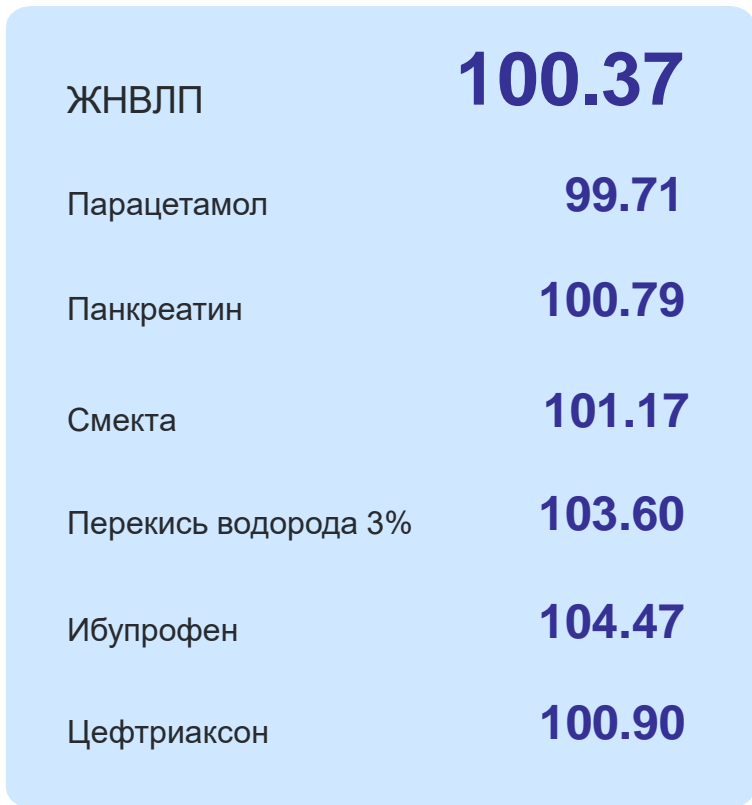 ЖНВЛП 100.37
Парацетамол 99.71
Панкреатин 100.79
Смекта 101.17
Перекись водорода 3% 103.60
Ибупрофен 104.47
Цефтриаксон 100.90